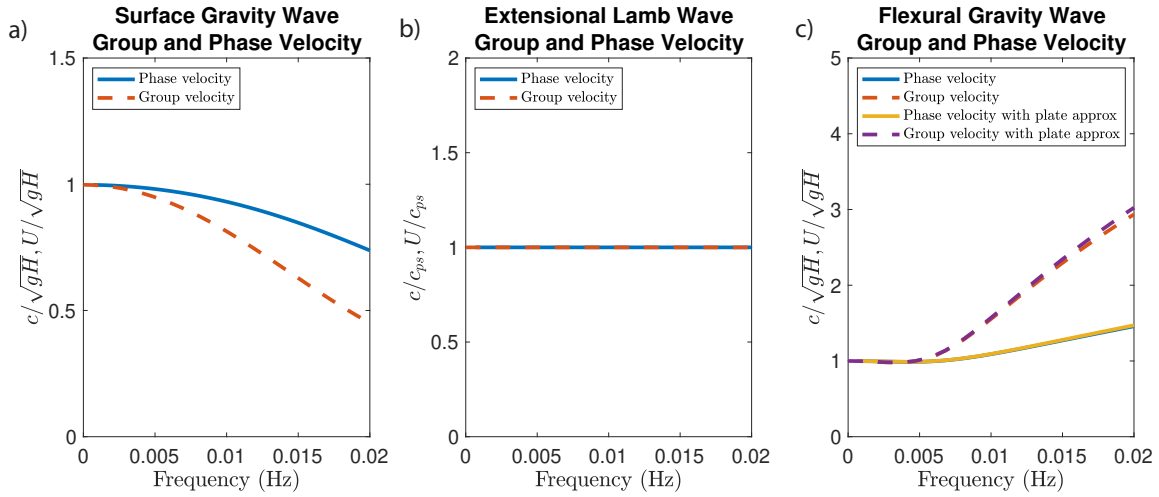 a)
Surface Gravity Wave
Group and Phase Velocity
1.5
1
0.5
0
Phase velocity
Group velocity
c/√gH, U/√gH
0 0.005 0.01 0.015 0.02
Frequency (Hz)
b)
Extensional Lamb Wave
Group and Phase Velocity
2
1.5
1
0.5
0
Phase velocity
Group velocity
c/c_ps, U/c_ps
0 0.005 0.01 0.015 0.02
Frequency (Hz)
c)
Flexural Gravity Wave
Group and Phase Velocity
5
4
3
2
1
0
Phase velocity
Group velocity
Phase velocity with plate approx
Group velocity with plate approx
c/√gH, U/√gH
0 0.005 0.01 0.015 0.02
Frequency (Hz)